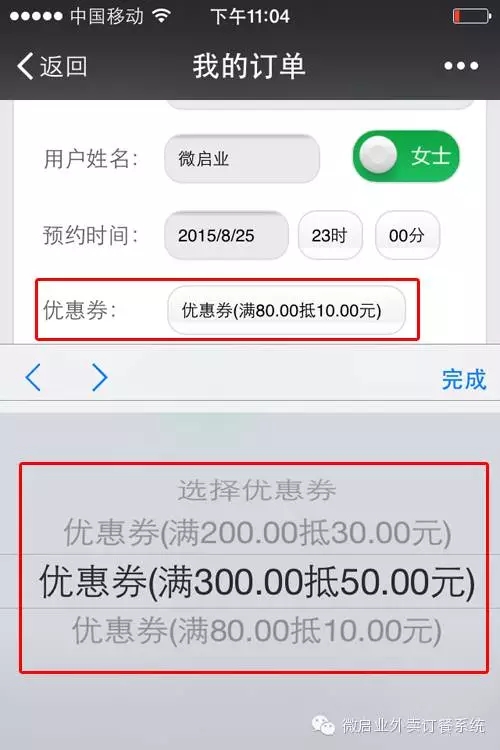 中国移动 下午11:04
返回 我的订单
用户姓名： 微启业 女士
预约时间： 2015/8/25 23时 00分
优惠券： 优惠券(满80.00抵10.00元)
完成
选择优惠券
优惠券(满200.00抵30.00元)
优惠券(满300.00抵50.00元)
优惠券(满80.00抵10.00元)
微启业外卖订餐系统